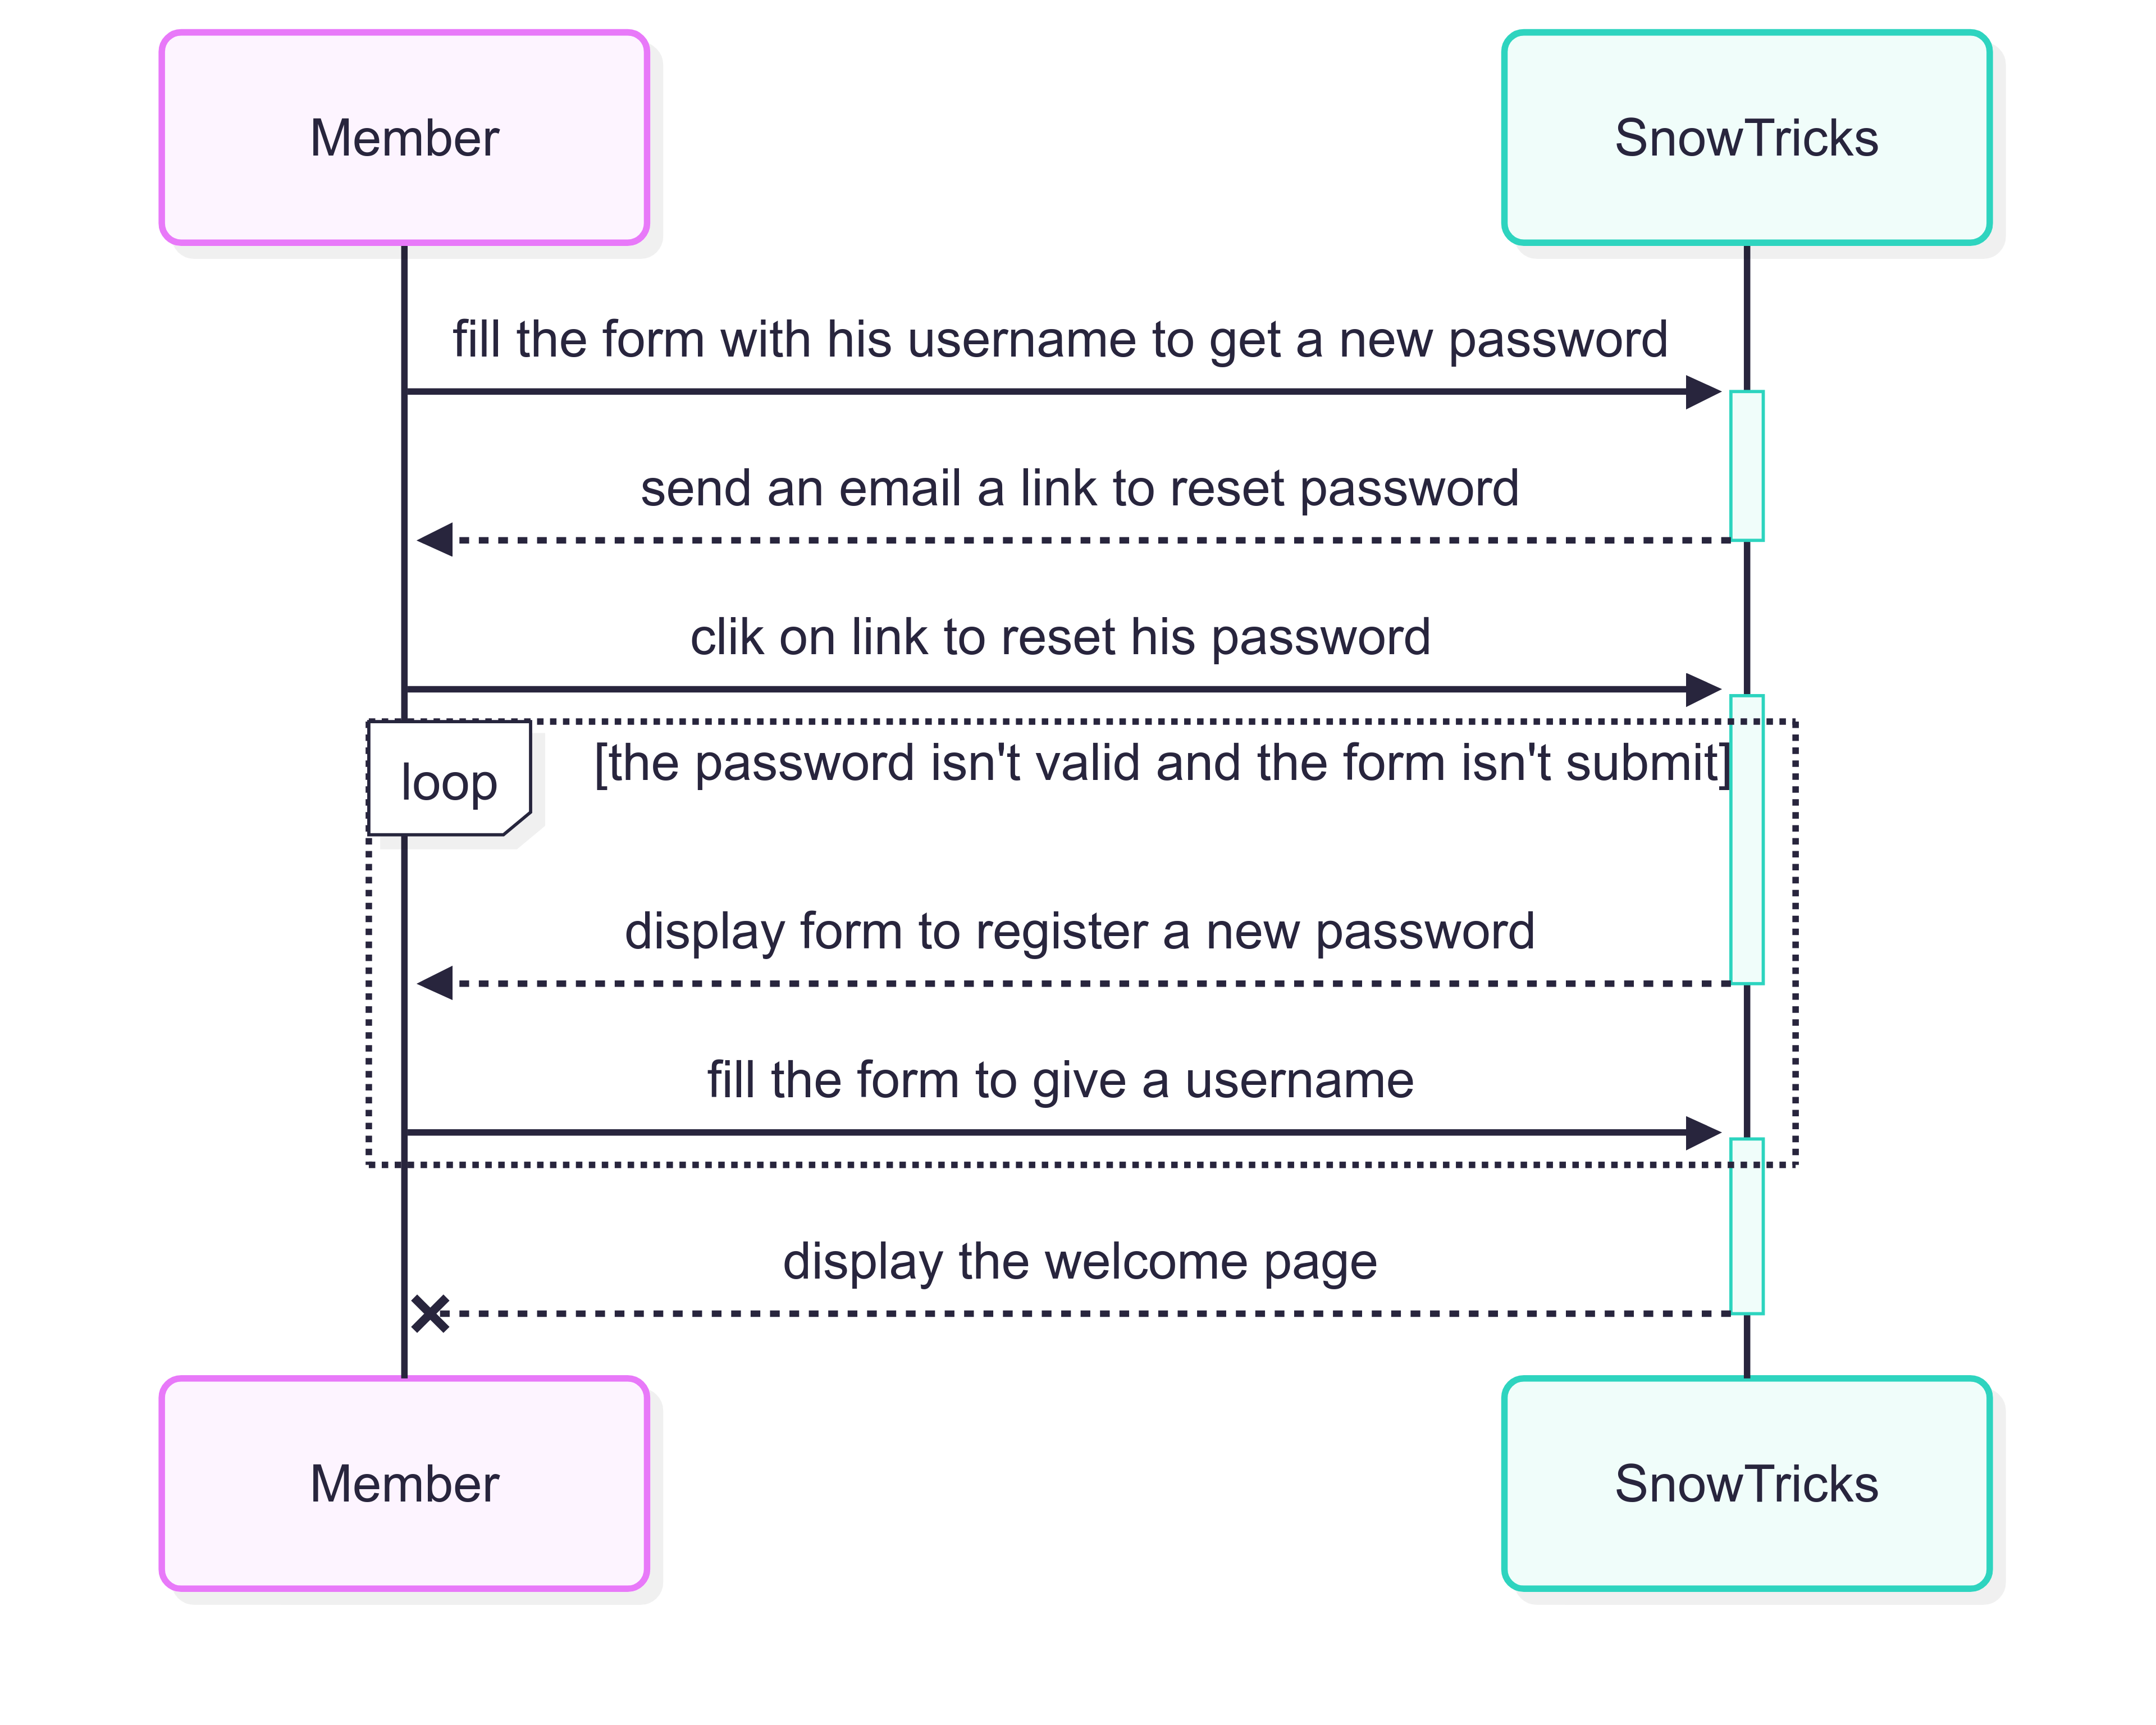 Member
SnowTricks
fill the form with his username to get a new password
send an email a link to reset password
clik on link to reset his password
loop
[the password isn't valid and the form isn't submit]
display form to register a new password
fill the form to give a username
display the welcome page
Member
SnowTricks